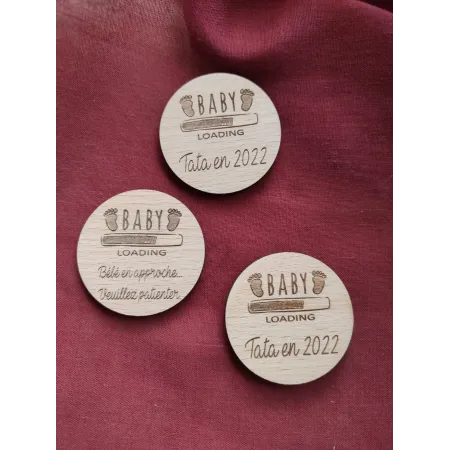 BABY
LOADING
Tata en 2022
BABY
LOADING
Bébé en approche...
Veuillez patienter
BABY
LOADING
Tata en 2022